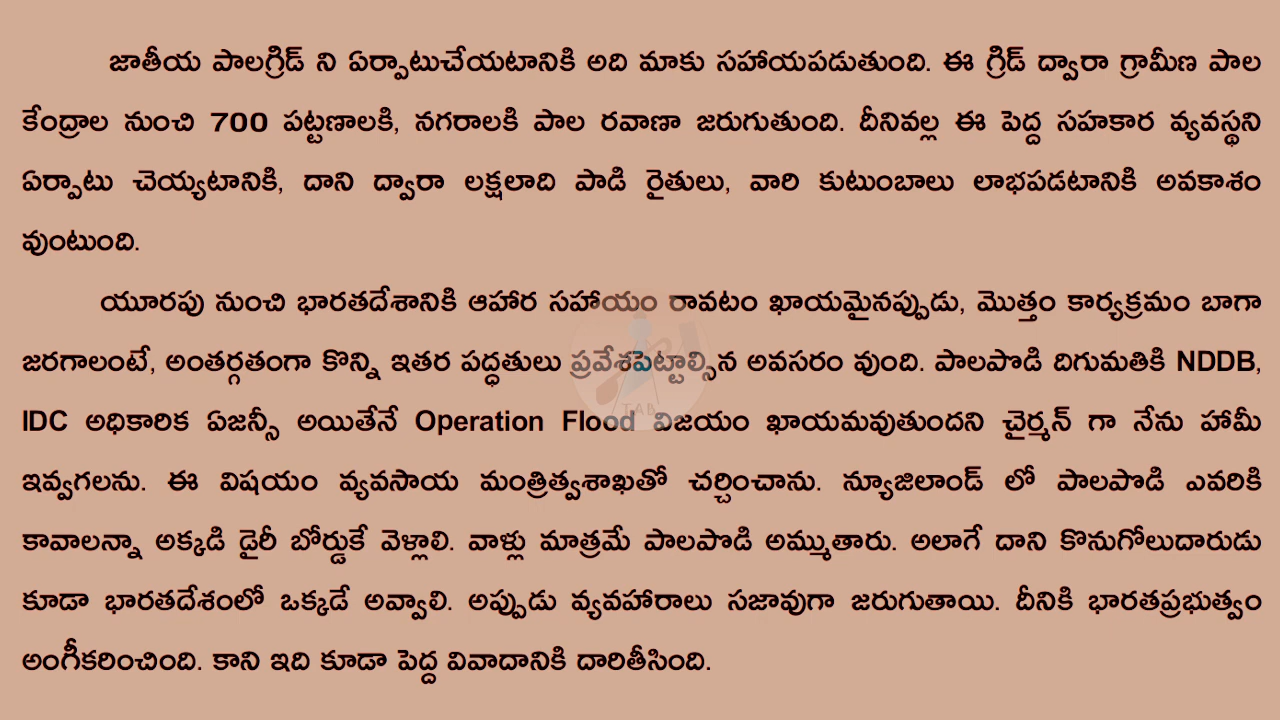 జాతీయ పాలగ్రిడ్ ని ఏర్పాటుచేయటానికి అది మాకు సహాయపడుతుంది. ఈ గ్రిడ్ ద్వారా గ్రామీణ పాల
కేంద్రాల నుంచి 700 పట్టణాలకి, నగరాలకి పాల రవాణా జరుగుతుంది. దీనివల్ల ఈ పెద్ద సహకార వ్యవస్థని
ఏర్పాటు చెయ్యటానికి, దాని ద్వారా లక్షలాది పాడి రైతులు, వారి కుటుంబాలు లాభపడటానికి అవకాశం
వుంటుంది.
యూరపు నుంచి భారతదేశానికి ఆహార సహాయం రావటం ఖాయమైనప్పుడు, మొత్తం కార్యక్రమం బాగా
జరగాలంటే, అంతర్గతంగా కొన్ని ఇతర పద్ధతులు ప్రవేశపెట్టాల్సిన అవసరం వుంది. పాలపొడి దిగుమతికి NDDB,
IDC అధికారిక ఏజన్సీ అయితేనే Operation Flood విజయం ఖాయమవుతుందని చైర్మన్ గా నేను హామీ
ఇవ్వగలను. ఈ విషయం వ్యవసాయ మంత్రిత్వశాఖతో చర్చించాను. న్యూజిలాండ్ లో పాలపొడి ఎవరికి
కావాలన్నా అక్కడి డైరీ బోర్డుకే వెళ్లాలి. వాళ్లు మాత్రమే పాలపొడి అమ్ముతారు. అలాగే దాని కొనుగోలుదారుడు
కూడా భారతదేశంలో ఒక్కడే అవ్వాలి. అప్పుడు వ్యవహారాలు సజావుగా జరుగుతాయి. దీనికి భారతప్రభుత్వం
అంగీకరించింది. కాని ఇది కూడా పెద్ద వివాదానికి దారితీసింది.
TAB